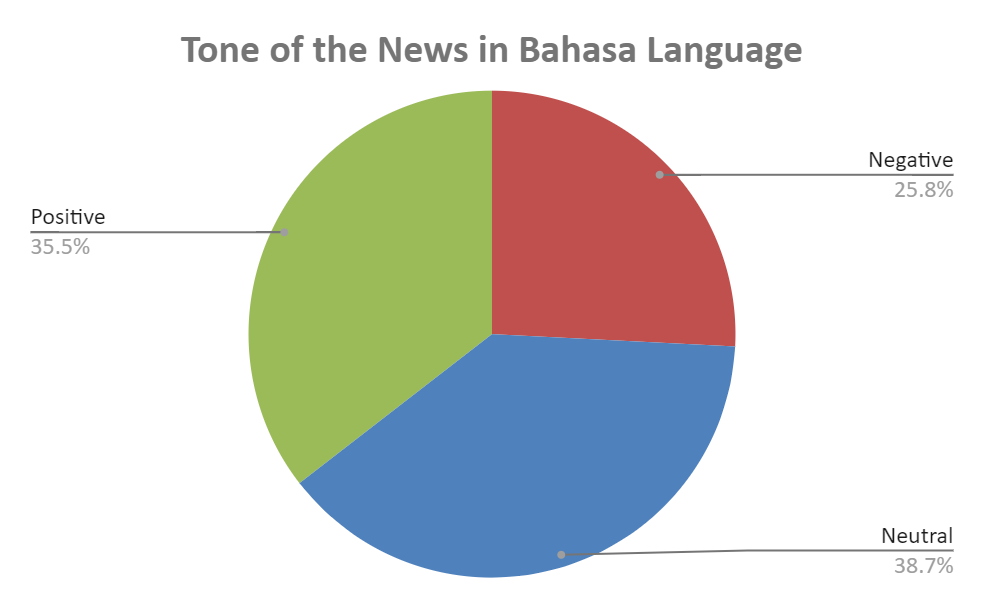 Tone of the News in Bahasa Language
Negative
25.8%
Positive
35.5%
Neutral
38.7%